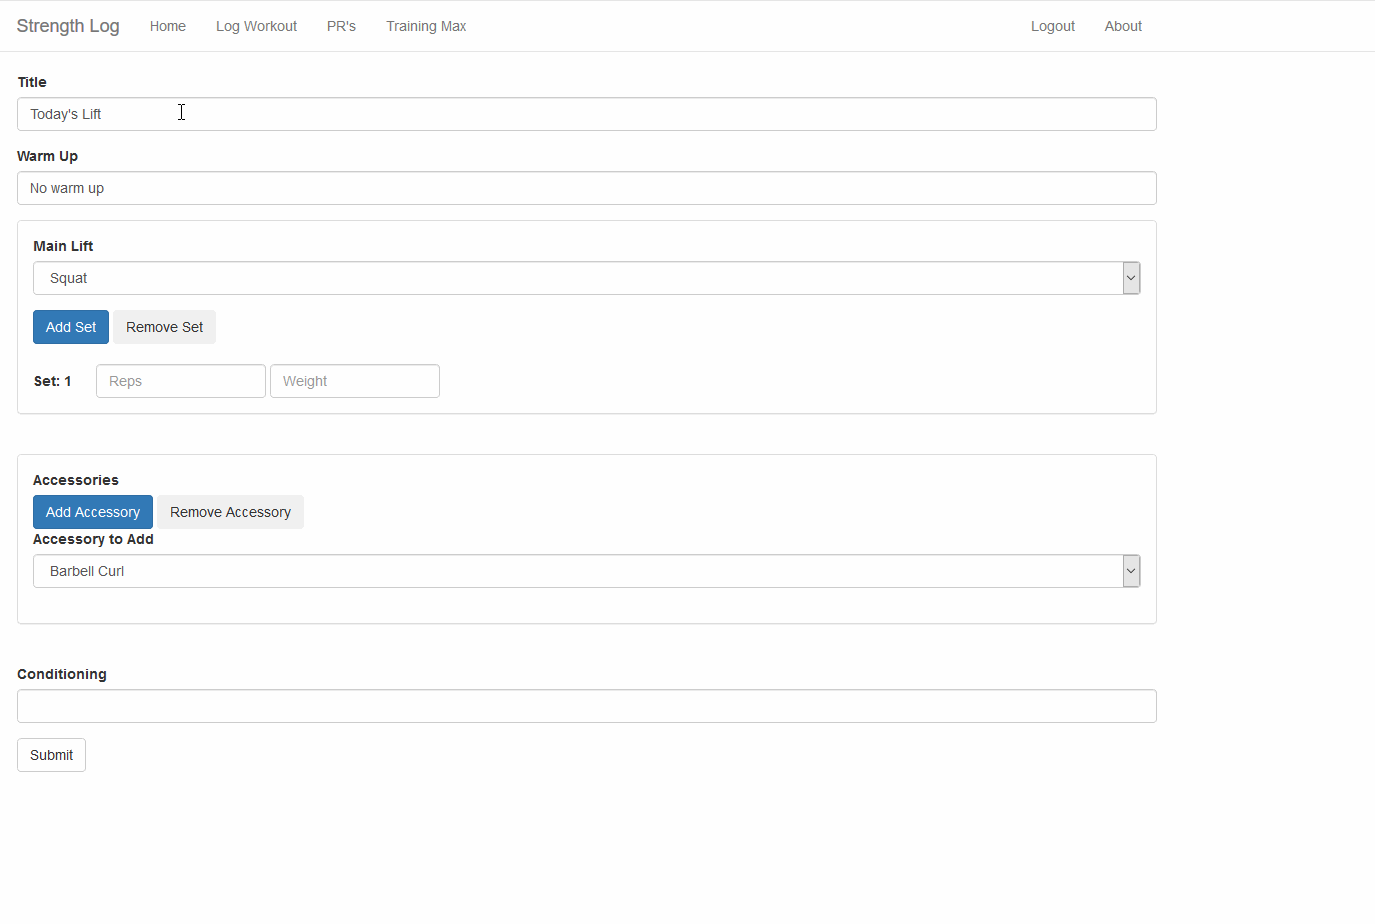 Strength Log Home Log Workout PR's Training Max Logout About
Title
Today's Lift
Warm Up
No warm up
Main Lift
Squat
Add Set Remove Set
Set: 1 Reps Weight
Accessories
Add Accessory Remove Accessory
Accessory to Add
Barbell Curl
Conditioning
Submit